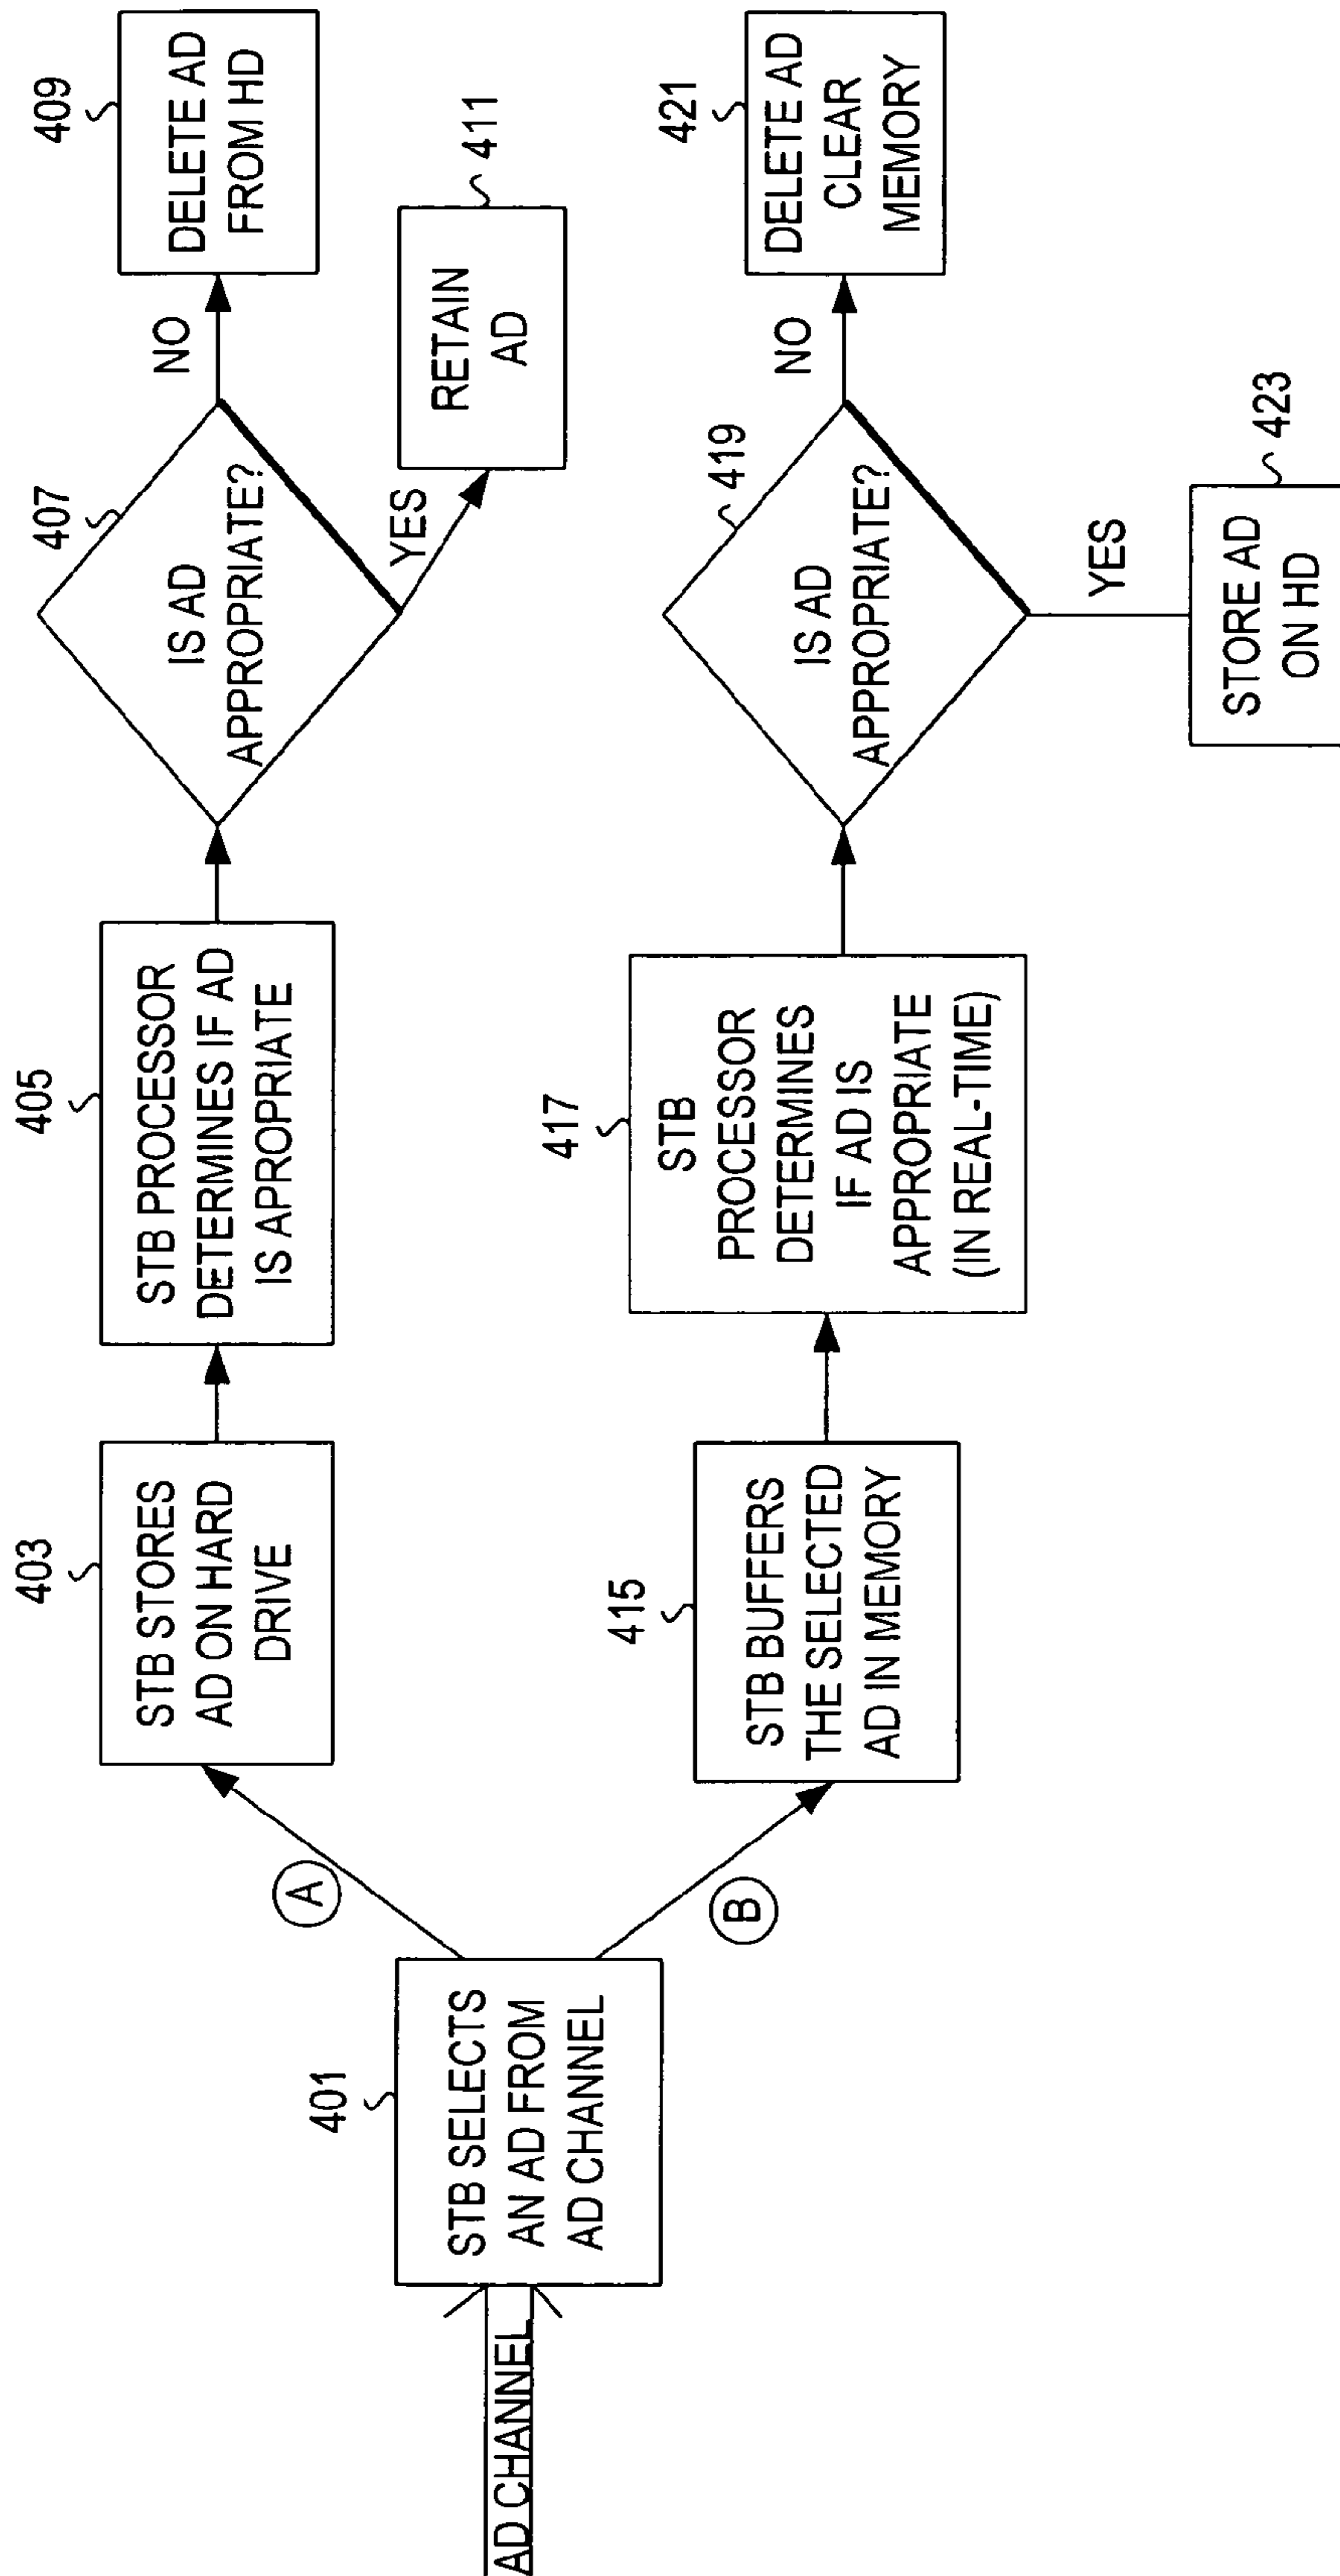 AD CHANNEL
401
STB SELECTS
AN AD FROM
AD CHANNEL
A
403
STB STORES
AD ON HARD
DRIVE
405
STB PROCESSOR
DETERMINES IF AD
IS APROPRIATE
407
IS AD
APPROPRIATE?
NO
409
DELETE AD
FROM HD
YES
411
RETAIN
AD
B
415
STB BUFFERS
THE SELECTED
AD IN MEMORY
417
STB
PROCESSOR
DETERMINES
IF AD IS
APPROPRIATE
(IN REAL-TIME)
419
IS AD
APPROPRIATE?
NO
421
DELETE AD
CLEAR
MEMORY
YES
423
STORE AD
ON HD